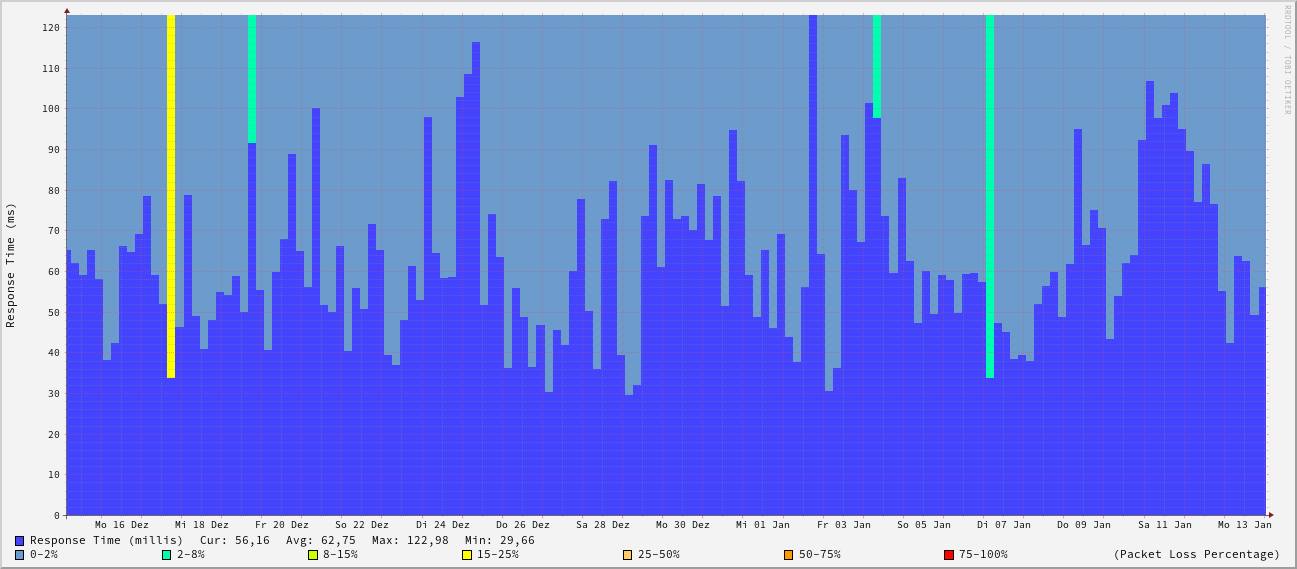 RRDTOOL / TOBI OETIKER
Response Time (ms)
120
110
100
90
80
70
60
50
40
30
20
10
0
Mo 16 Dez Mi 18 Dez Fr 20 Dez So 22 Dez Di 24 Dez Do 26 Dez Sa 28 Dez Mo 30 Dez Mi 01 Jan Fr 03 Jan So 05 Jan Di 07 Jan Do 09 Jan Sa 11 Jan Mo 13 Jan
Response Time (millis) Cur: 56,16 Avg: 62,75 Max: 122,98 Min: 29,66
0-2% 2-8% 8-15% 15-25% 25-50% 50-75% 75-100% (Packet Loss Percentage)